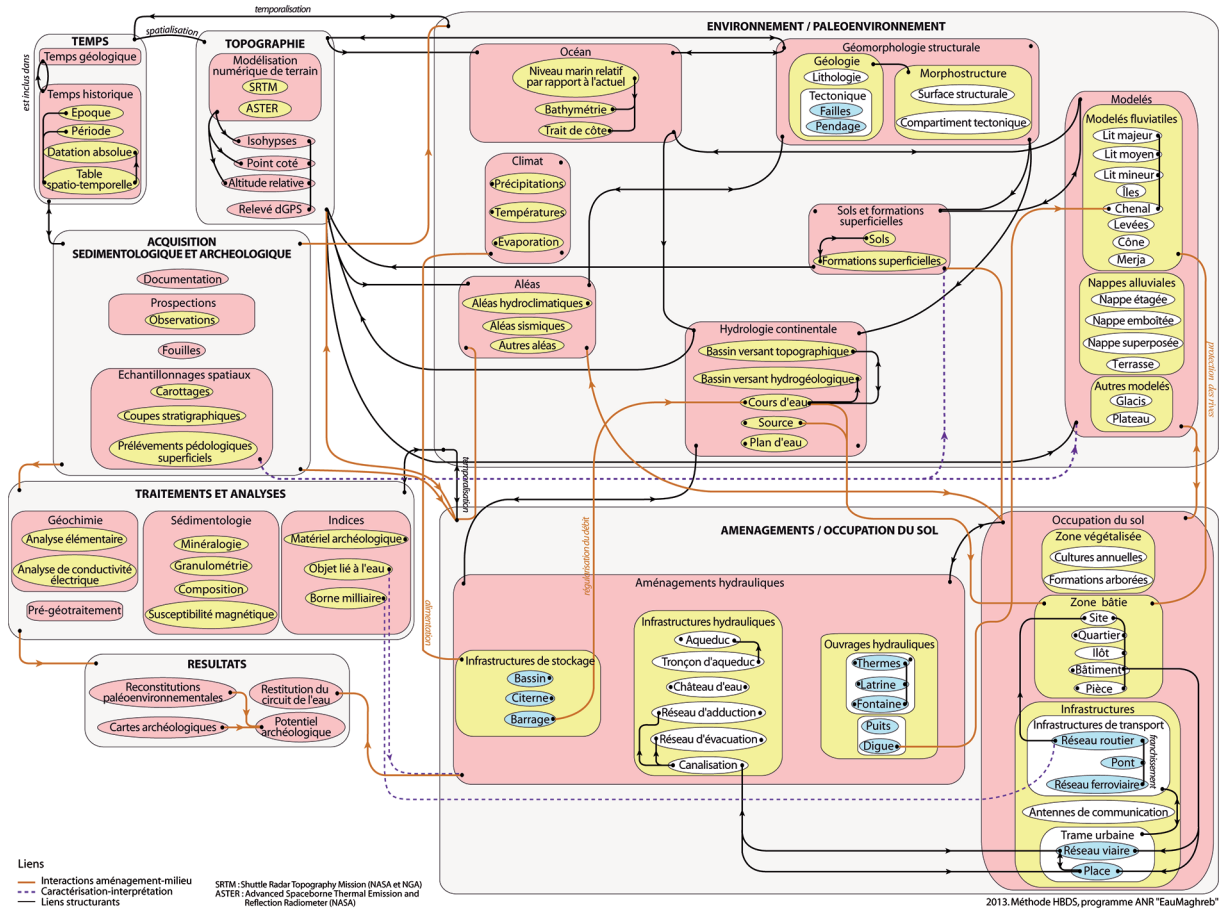 temporalisation
spatialisation
est inclus dans
TEMPS
Temps géologique
Temps historique
Epoque
Période
Datation absolue
Table
spatio-temporelle
TOPOGRAPHIE
Modélisation
numérique de terrain
SRTM
ASTER
Isohypses
Point coté
Altitude relative
Relevé dGPS
ENVIRONNEMENT / PALEOENVIRONNEMENT
Océan
Niveau marin relatif
par rapport à l'actuel
Bathymétrie
Trait de côte
Géomorphologie structurale
Géologie
Lithologie
Tectonique
Failles
Pendage
Morphostructure
Surface structurale
Compartiment tectonique
Modelés
Modelés fluviatiles
Lit majeur
Lit moyen
Lit mineur
Îles
Chenal
Levées
Cône
Merja
Nappes alluviales
Nappe étagée
Nappe emboîtée
Nappe superposée
Terrasse
Autres modelés
Glacis
Plateau
Climat
Précipitations
Températures
Evaporation
Sols et formations
superficielles
Sols
Formations superficielles
Aléas
Aléas hydroclimatiques
Aléas sismiques
Autres aléas
Hydrologie continentale
Bassin versant topographique
Bassin versant hydrogéologique
Cours d'eau
Source
Plan d'eau
protection des rives
ACQUISITION
SEDIMENTOLOGIQUE ET ARCHEOLOGIQUE
Documentation
Prospections
Observations
Fouilles
Echantillonnages spatiaux
Carottages
Coupes stratigraphiques
Prélévements pédologiques
superficiels
temporalisation
TRAITEMENTS ET ANALYSES
Géochimie
Analyse élémentaire
Analyse de conductivité
électrique
Pré-géotraitement
Sédimentologie
Minéralogie
Granulométrie
Composition
Susceptibilité magnétique
Indices
Matériel archéologique
Objet lié à l'eau
Borne milliaire
alimentation
régularisation du débit
RESULTATS
Reconstitutions
paléoenvironnementales
Restitution du
circuit de l'eau
Cartes archéologiques
Potentiel
archéologique
AMENAGEMENTS / OCCUPATION DU SOL
Aménagements hydrauliques
Infrastructures de stockage
Bassin
Citerne
Barrage
Infrastructures hydrauliques
Aqueduc
Tronçon d'aqueduc
Château d'eau
Réseau d'adduction
Réseau d'évacuation
Canalisation
Ouvrages hydrauliques
Thermes
Latrine
Fontaine
Puits
Digue
Occupation du sol
Zone végétalisée
Cultures annuelles
Formations arborées
Zone bâtie
Site
Quartier
Ilôt
Bâtiment
Pièce
Infrastructures
Infrastructures de transport
Réseau routier
Pont
Réseau ferroviaire
franchissement
Antennes de communication
Trame urbaine
Réseau viaire
Place
Liens
Interactions aménagement-milieu
Caractérisation-interprétation
Liens structurants
SRTM : Shuttle Radar Topography Mission (NASA et NGA)
ASTER : Advanced Spaceborne Thermal Emission and
Reflection Radiometer (NASA)
2013. Méthode HBDS, programme ANR "EauMaghreb"